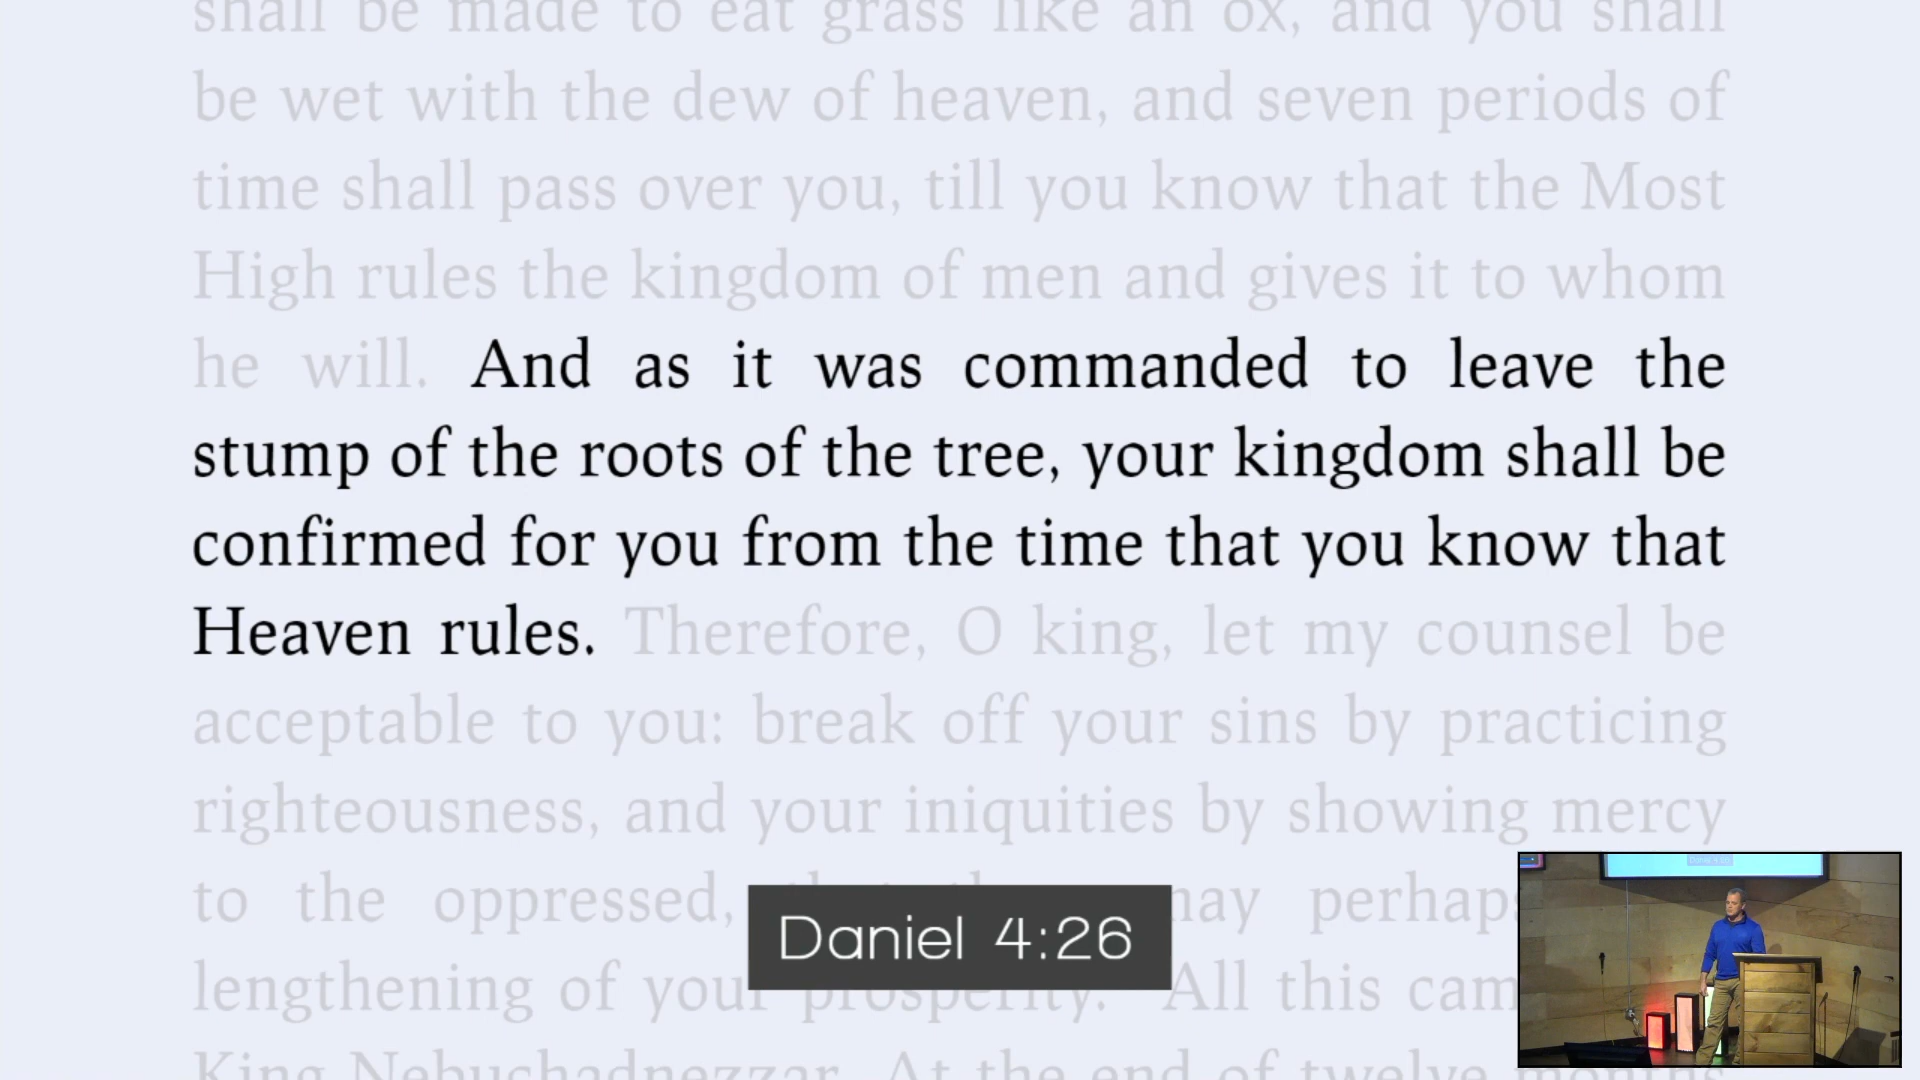 shall be made to eat grass like an ox, and you shall
be wet with the dew of heaven, and seven periods of
time shall pass over you, till you know that the Most
High rules the kingdom of men and gives it to whom
he will. And as it was commanded to leave the
stump of the roots of the tree, your kingdom shall be
confirmed for you from the time that you know that
Heaven rules. Therefore, O king, let my counsel be
acceptable to you: break off your sins by practicing
righteousness, and your iniquities by showing mercy
to the oppressed, may perhaps
Daniel 4:26
lengthening of your prosperity. All this
King Nebuchadnezzar. At the end of twelve months
Daniel 4:26